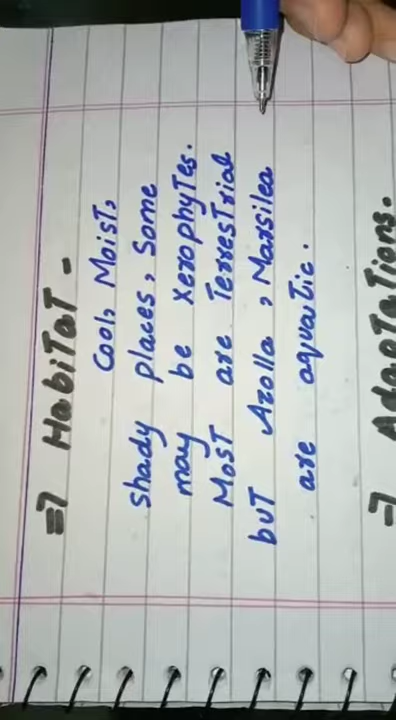 => HabiTaT -
Cool, MoisT,
shady places, some
may be xerophyTes.
MosT are TerresTrial
buT Azolla, Marsilea
are aquaTic.
=> AdapTaTions.